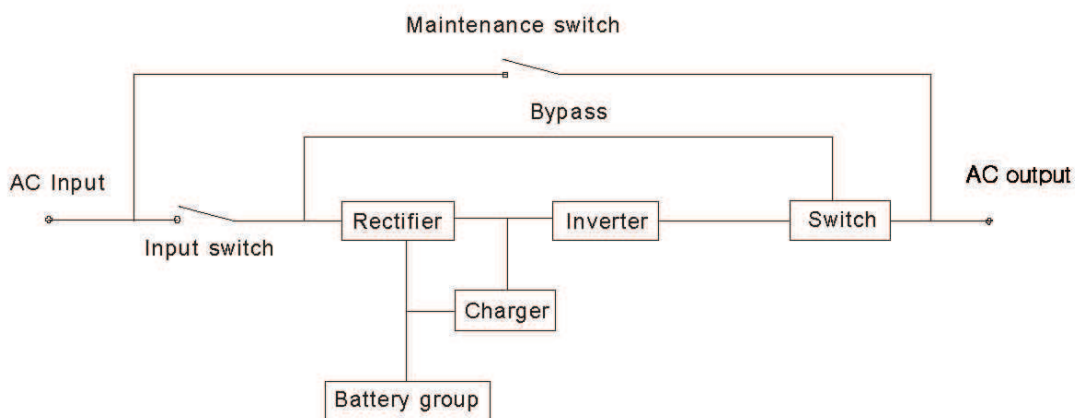 Maintenance switch
Bypass
AC Input
AC output
Input switch
Rectifier
Inverter
Switch
Charger
Battery group